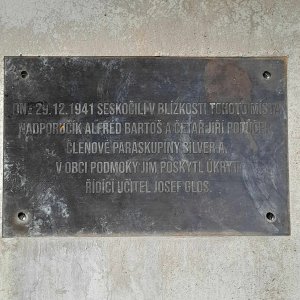 DNE 29.12.1941 SESKOČILI V BLÍZKOSTI TOHOTO MÍSTA
NADPORUČÍK ALFRÉD BARTOŠ A ČETAŘ JIŘÍ POTŮČEK
ČLENOVÉ PARASKUPINY SILVER A.
V OBCI PODMOKY JIM POSKYTL ÚKRYT
ŘÍDÍCÍ UČITEL JOSEF GLOS.